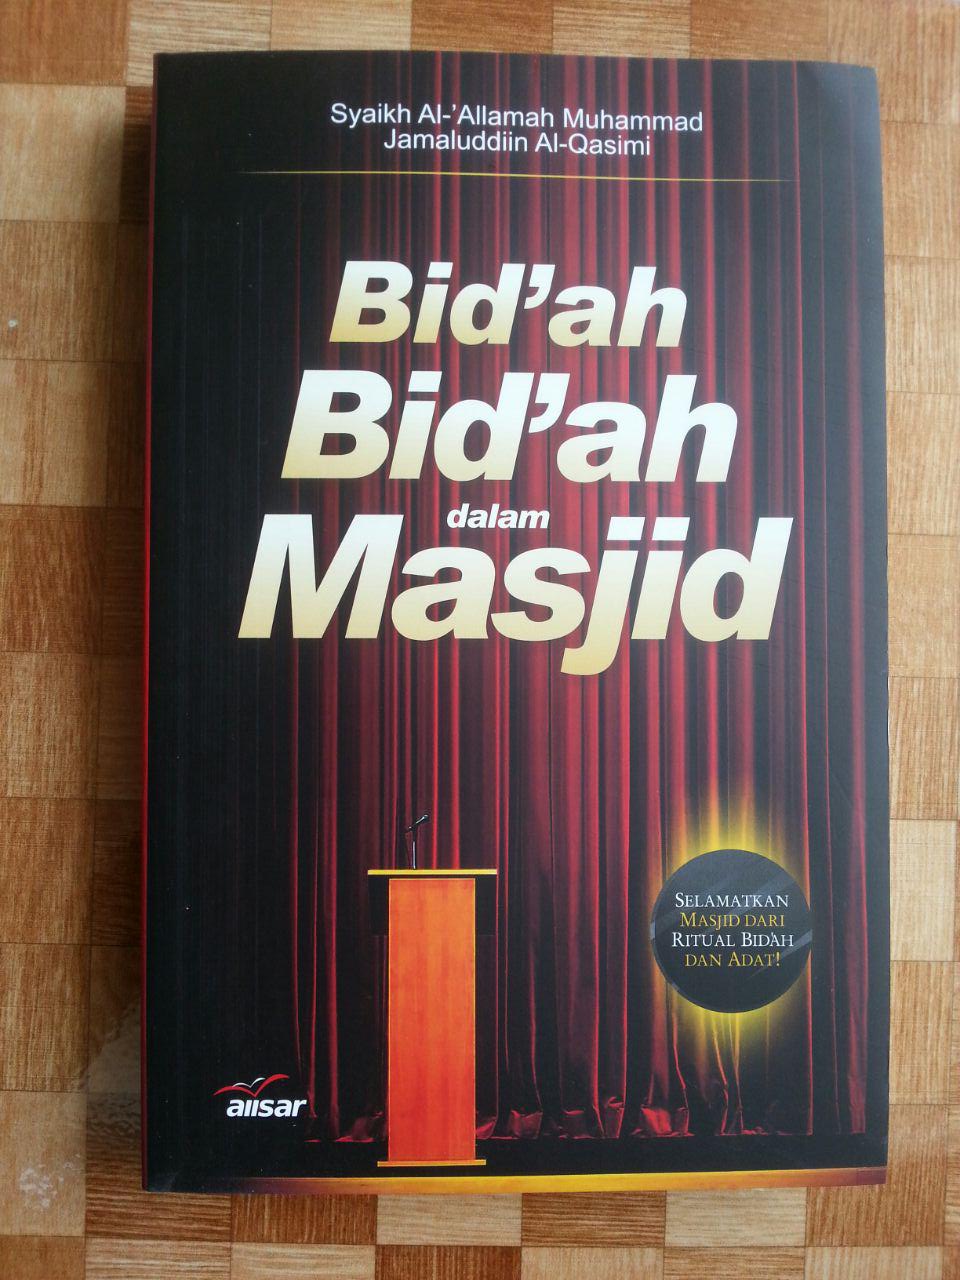 Syaikh Al-'Allamah Muhammad
Jamaluddiin Al-Qasimi
Bid'ah
Bid'ah
dalam
Masjid
SELAMATKAN
MASJID DARI
RITUAL BID'AH
DAN ADAT!
aiisar